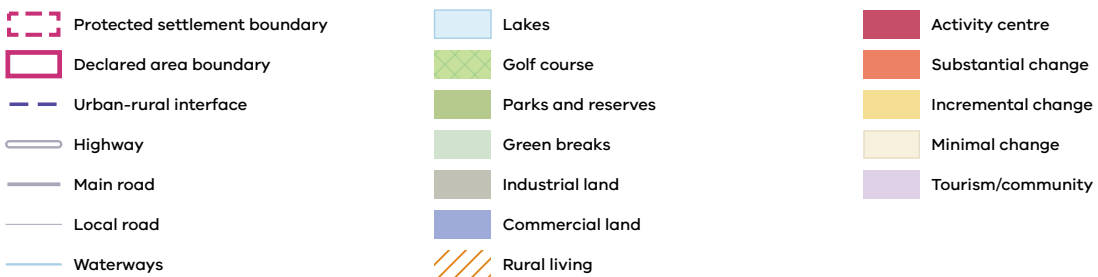 Protected settlement boundary
Declared area boundary
Urban-rural interface
Highway
Main road
Local road
Waterways
Lakes
Golf course
Parks and reserves
Green breaks
Industrial land
Commercial land
Rural living
Activity centre
Substantial change
Incremental change
Minimal change
Tourism/community